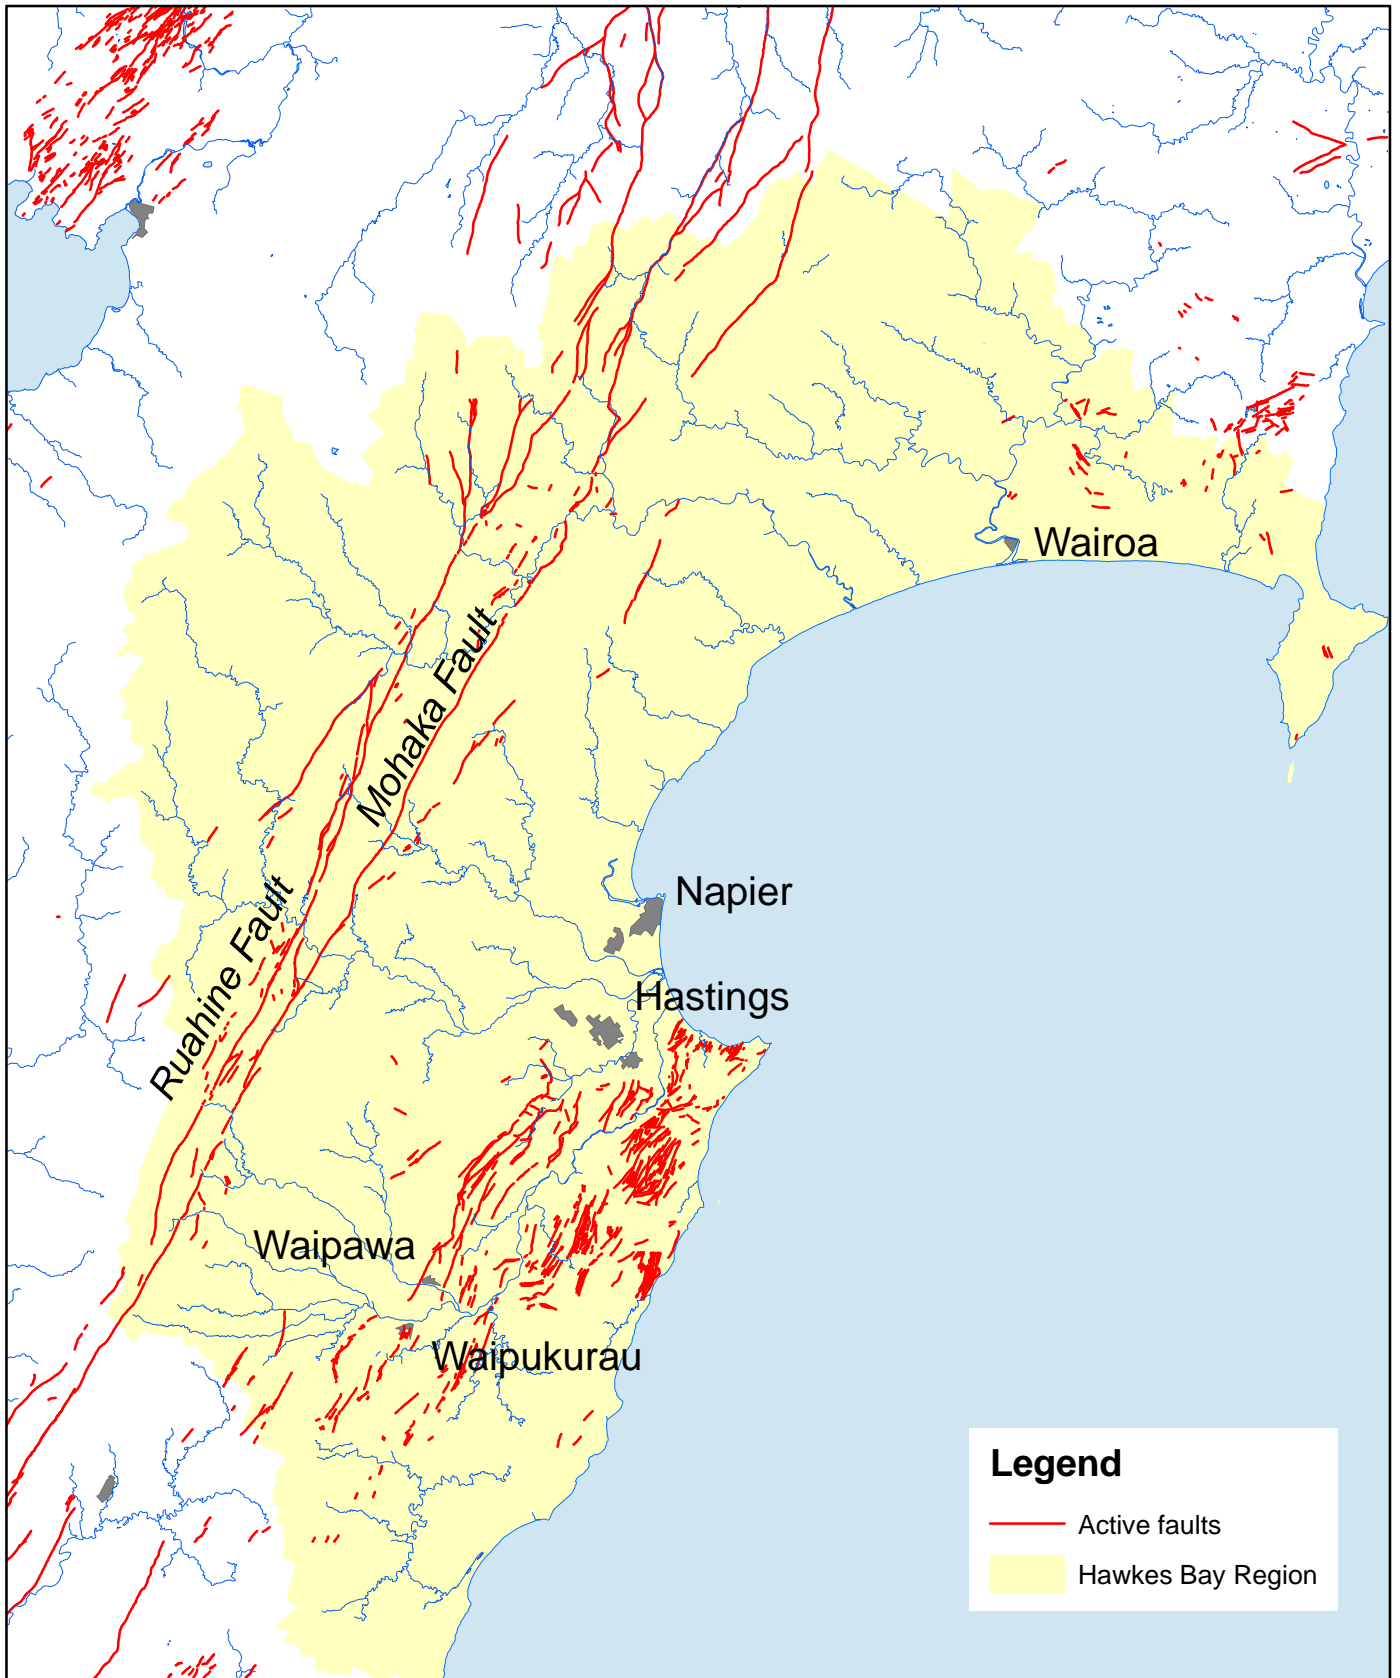 Wairoa
Mohaka Fault
Napier
Ruahine Fault
Hastings
Waipawa
Waipukurau
Legend
Active faults
Hawkes Bay Region